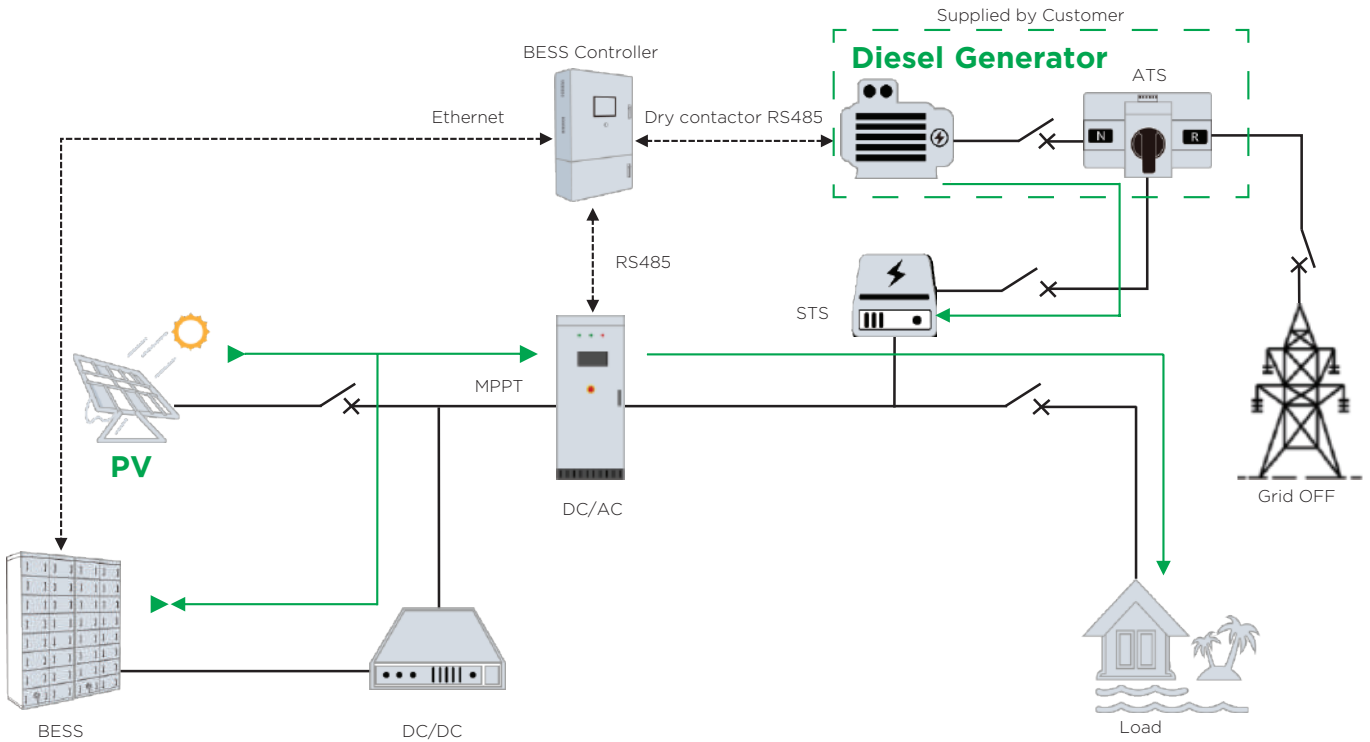 Supplied by Customer
BESS Controller
Diesel Generator
ATS
Ethernet
Dry contactor RS485
N
R
RS485
STS
MPPT
PV
DC/AC
Grid OFF
BESS
DC/DC
Load